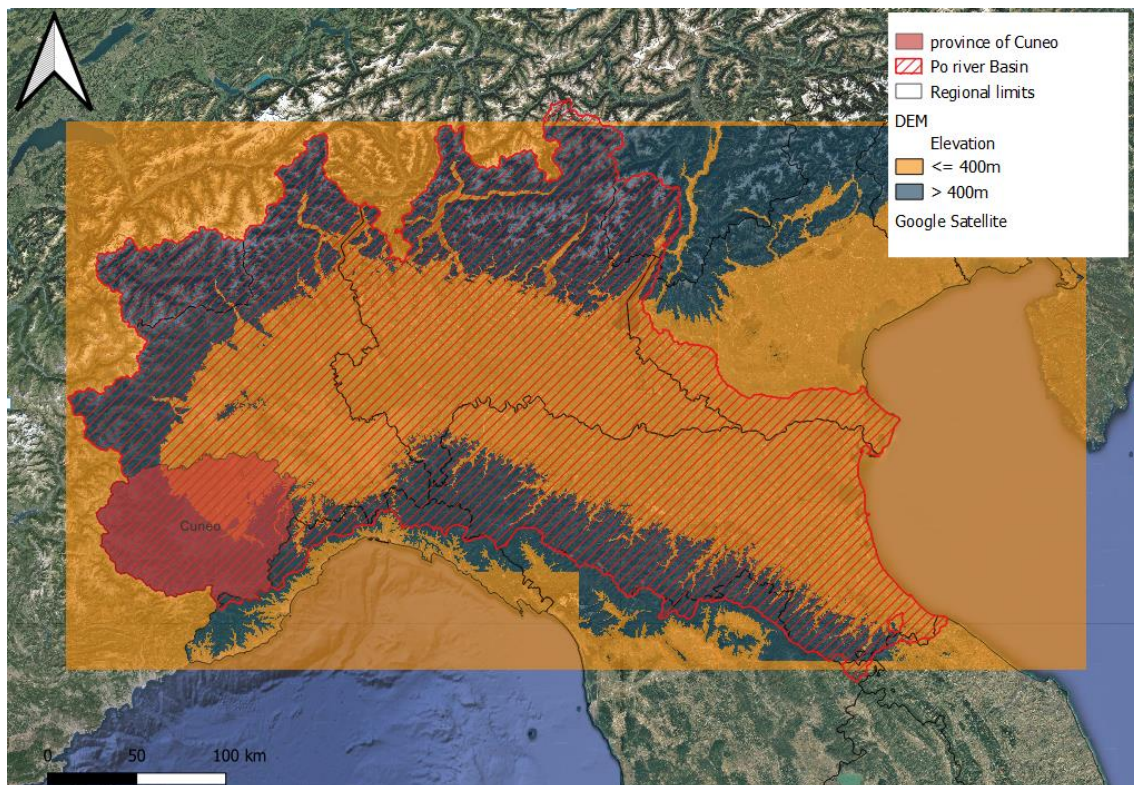 province of Cuneo
Po river Basin
Regional limits
DEM
Elevation
<= 400m
> 400m
Google Satellite
Cuneo
0 50 100 km